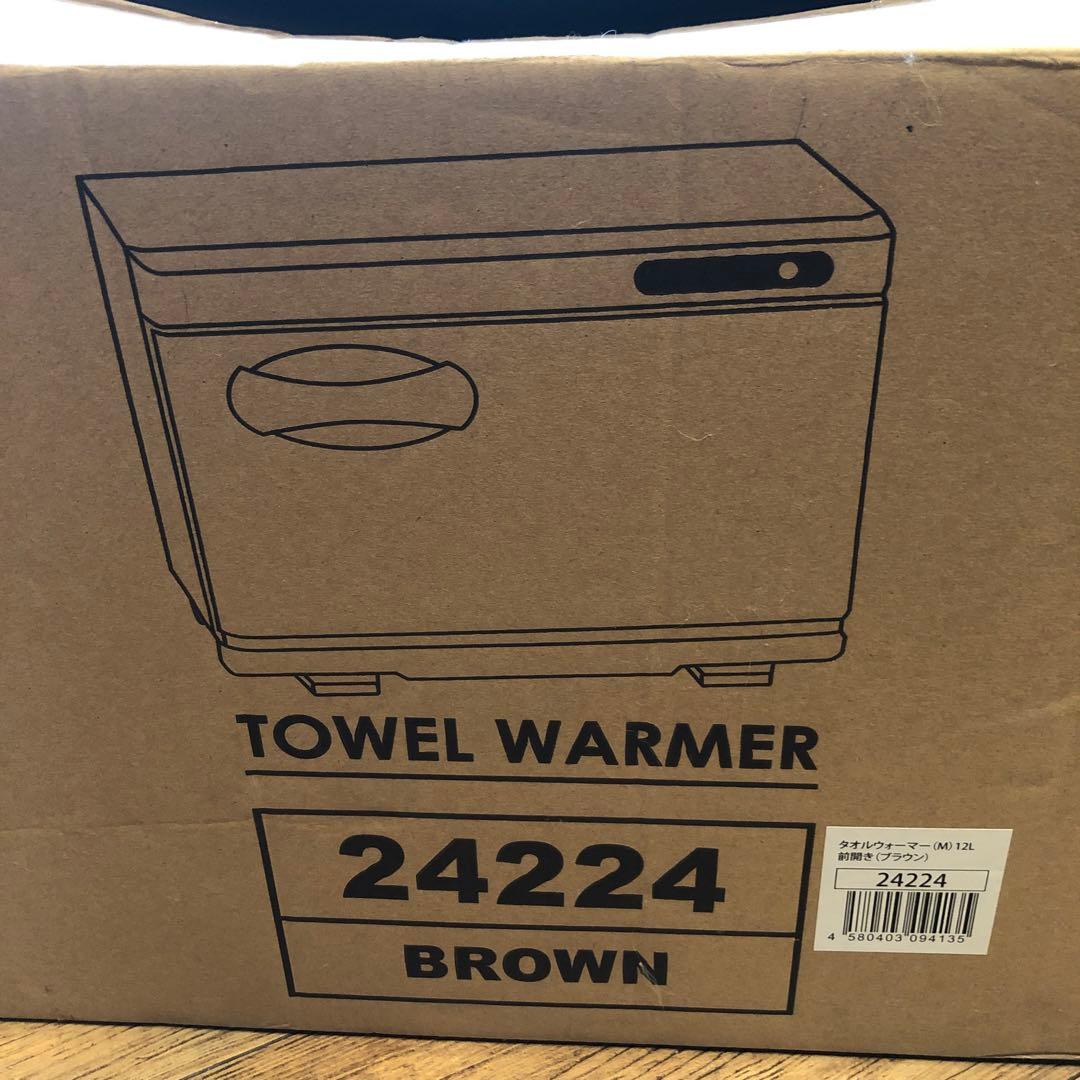 TOWEL WARMER
24224
BROWN
タオルウォーマー(M)12L
前開き(ブラウン)
24224
4 580403 094135